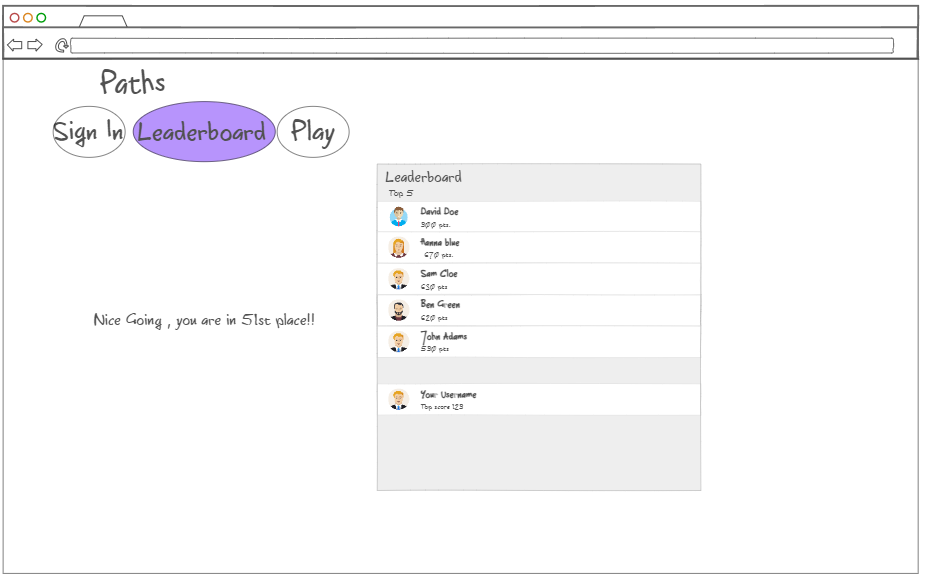 Paths
Sign In
Leaderboard
Play
Leaderboard
Top 5
David Doe
300 pts.
Hanna blue
670 pts.
Sam Cloe
630 pts
Ben Green
620 pts
John Adams
530 pts
Nice Going , you are in 51st place!!
Your Username
Top score 123